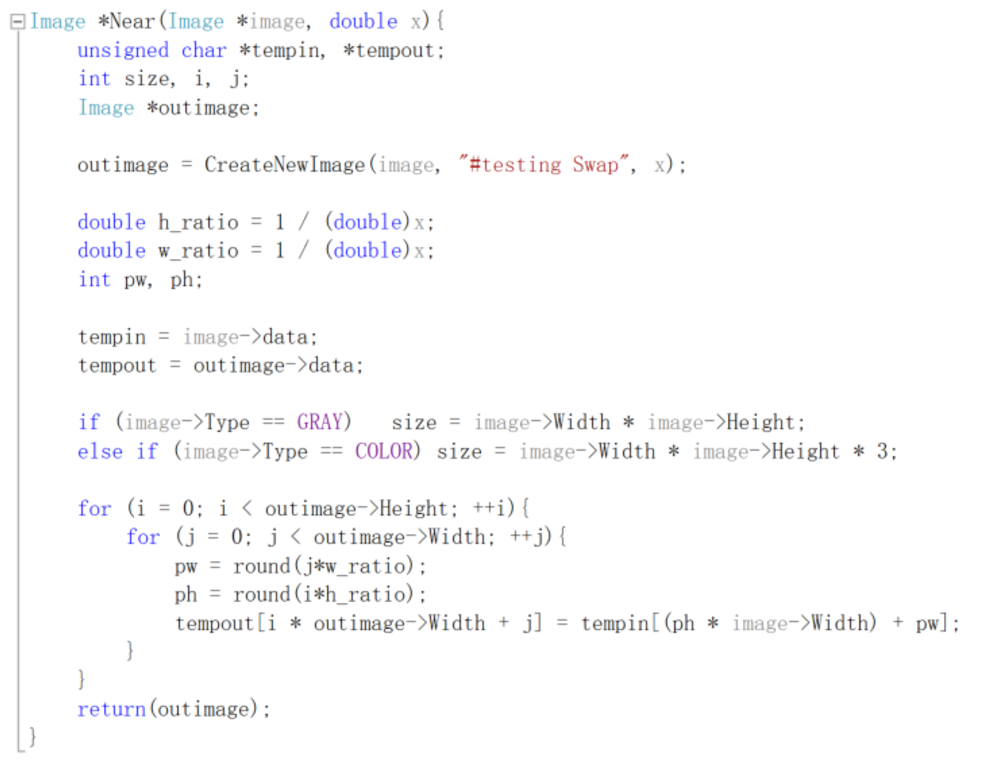 Image *Near(Image *image, double x){
unsigned char *tempin, *tempout;
int size, i, j;
Image *outimage;
outimage = CreateNewImage(image, "#testing Swap", x);
double h_ratio = 1 / (double)x;
double w_ratio = 1 / (double)x;
int pw, ph;
tempin = image->data;
tempout = outimage->data;
if (image->Type == GRAY)   size = image->Width * image->Height;
else if (image->Type == COLOR) size = image->Width * image->Height * 3;
for (i = 0; i < outimage->Height; ++i){
for (j = 0; j < outimage->Width; ++j){
pw = round(j*w_ratio);
ph = round(i*h_ratio);
tempout[i * outimage->Width + j] = tempin[(ph * image->Width) + pw];
}
}
return(outimage);
}